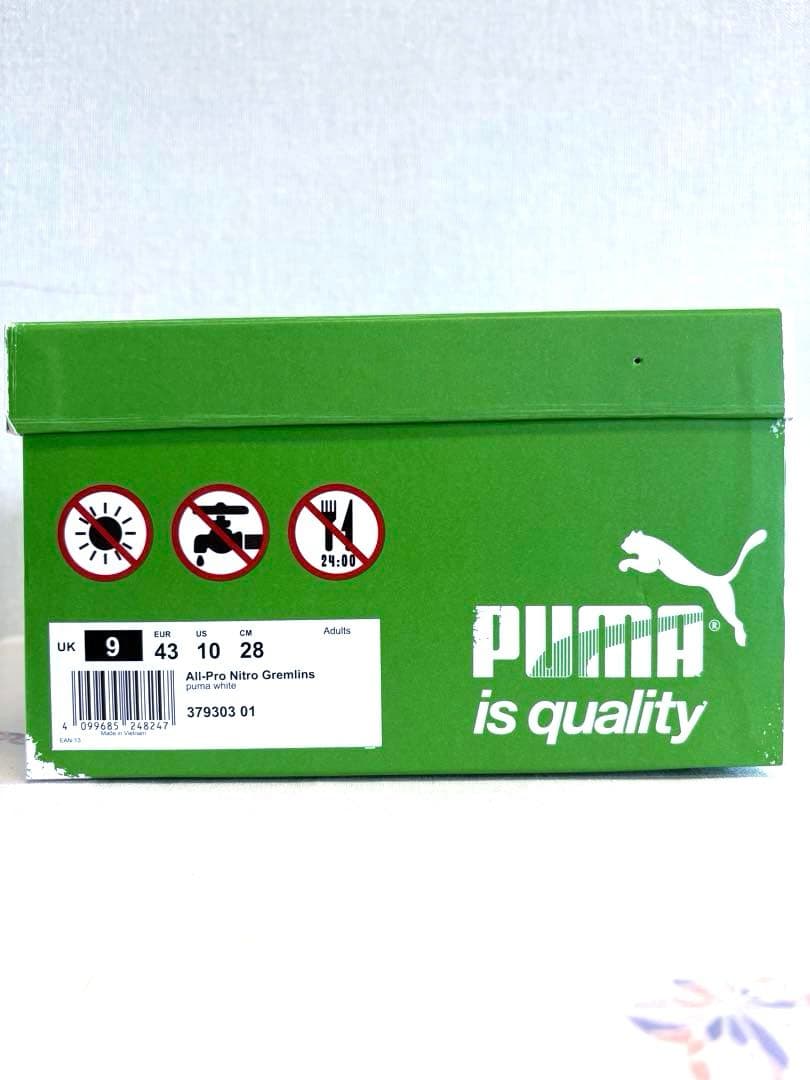 24:00
UK 9 EUR 43 US 10 CM 28 Adults
All-Pro Nitro Gremlins
puma white
379303 01
4 099685 248247
Made in Vietnam
EAN 13
PUMA®
is quality